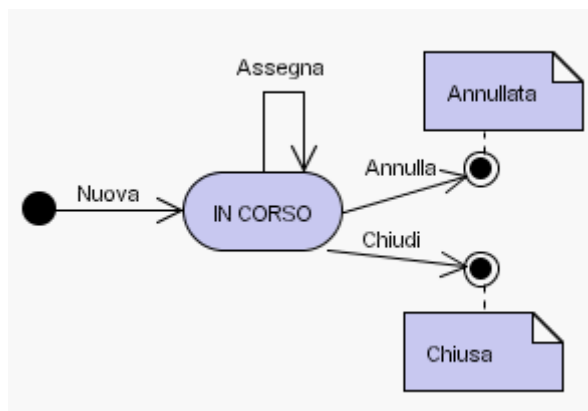 Assegna
Annullata
Annulla
Nuova
IN CORSO
Chiudi
Chiusa